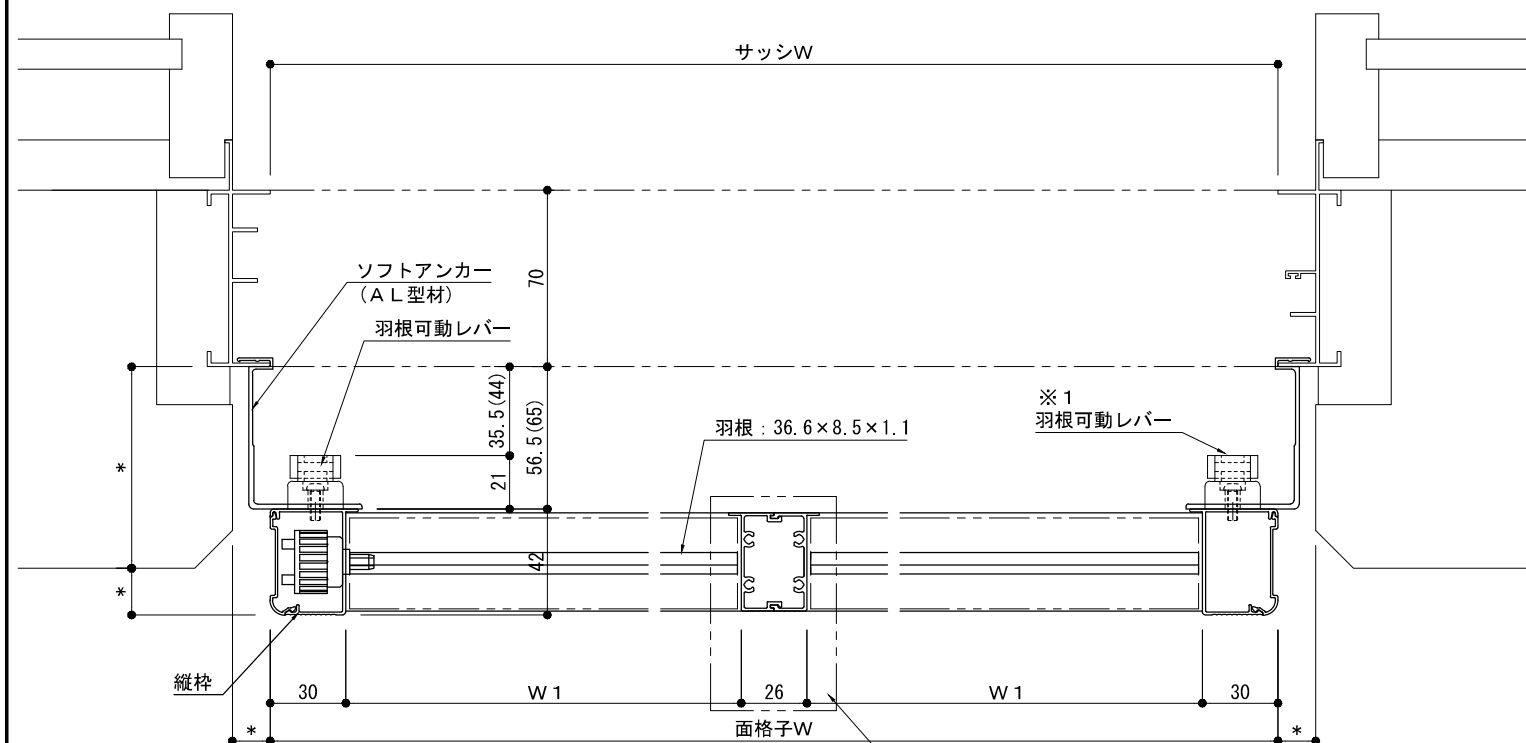 サッシW
ソフトアンカー
(AL型材)
羽根可動レバー
70
35.5(44)
21
56.5(65)
42
※1
羽根可動レバー
羽根:36.6×8.5×1.1
*
*
縦枠
30
W1
26
W1
30
*
面格子W
*